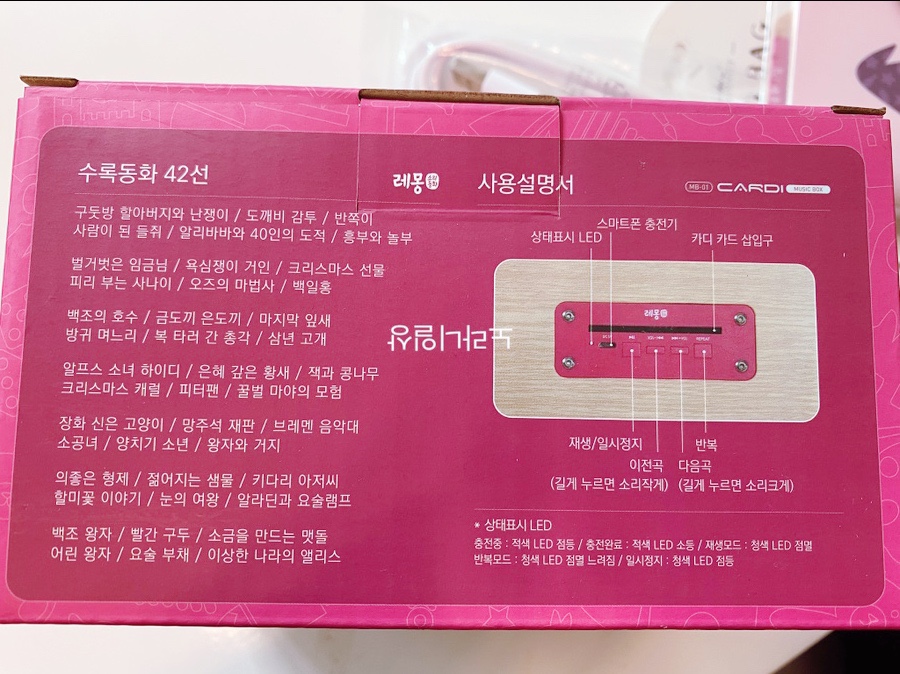 수록동화 42선
구둣방 할아버지와 난쟁이 / 도깨비 감투 / 반쪽이
사람이 된 들쥐 / 알리바바와 40인의 도적 / 흥부와 놀부
벌거벗은 임금님 / 욕심쟁이 거인 / 크리스마스 선물
피리 부는 사나이 / 오즈의 마법사 / 백일홍
백조의 호수 / 금도끼 은도끼 / 마지막 잎새
방귀 며느리 / 복 타러 간 총각 / 삼년 고개
알프스 소녀 하이디 / 은혜 갚은 황새 / 잭과 콩나무
크리스마스 캐럴 / 피터팬 / 꿀벌 마야의 모험
장화 신은 고양이 / 망주석 재판 / 브레멘 음악대
소공녀 / 양치기 소년 / 왕자와 거지
의좋은 형제 / 젊어지는 샘물 / 키다리 아저씨
할미꽃 이야기 / 눈의 여왕 / 알라딘과 요술램프
백조 왕자 / 빨간 구두 / 소금을 만드는 맷돌
어린 왕자 / 요술 부채 / 이상한 나라의 앨리스
레몽
사용설명서
MB-01 CARDI MUSIC BOX
스마트폰 충전기
상태표시 LED
카디 카드 삽입구
레몽
REPEAT
재생/일시정지
반복
이전곡
다음곡
(길게 누르면 소리작게)
(길게 누르면 소리크게)
* 상태표시 LED
충전중 : 적색 LED 점등 / 충전완료 : 적색 LED 소등 / 재생모드 : 청색 LED 점멸
반복모드 : 청색 LED 점멸 느려짐 / 일시정지 : 청색 LED 점등
BAG